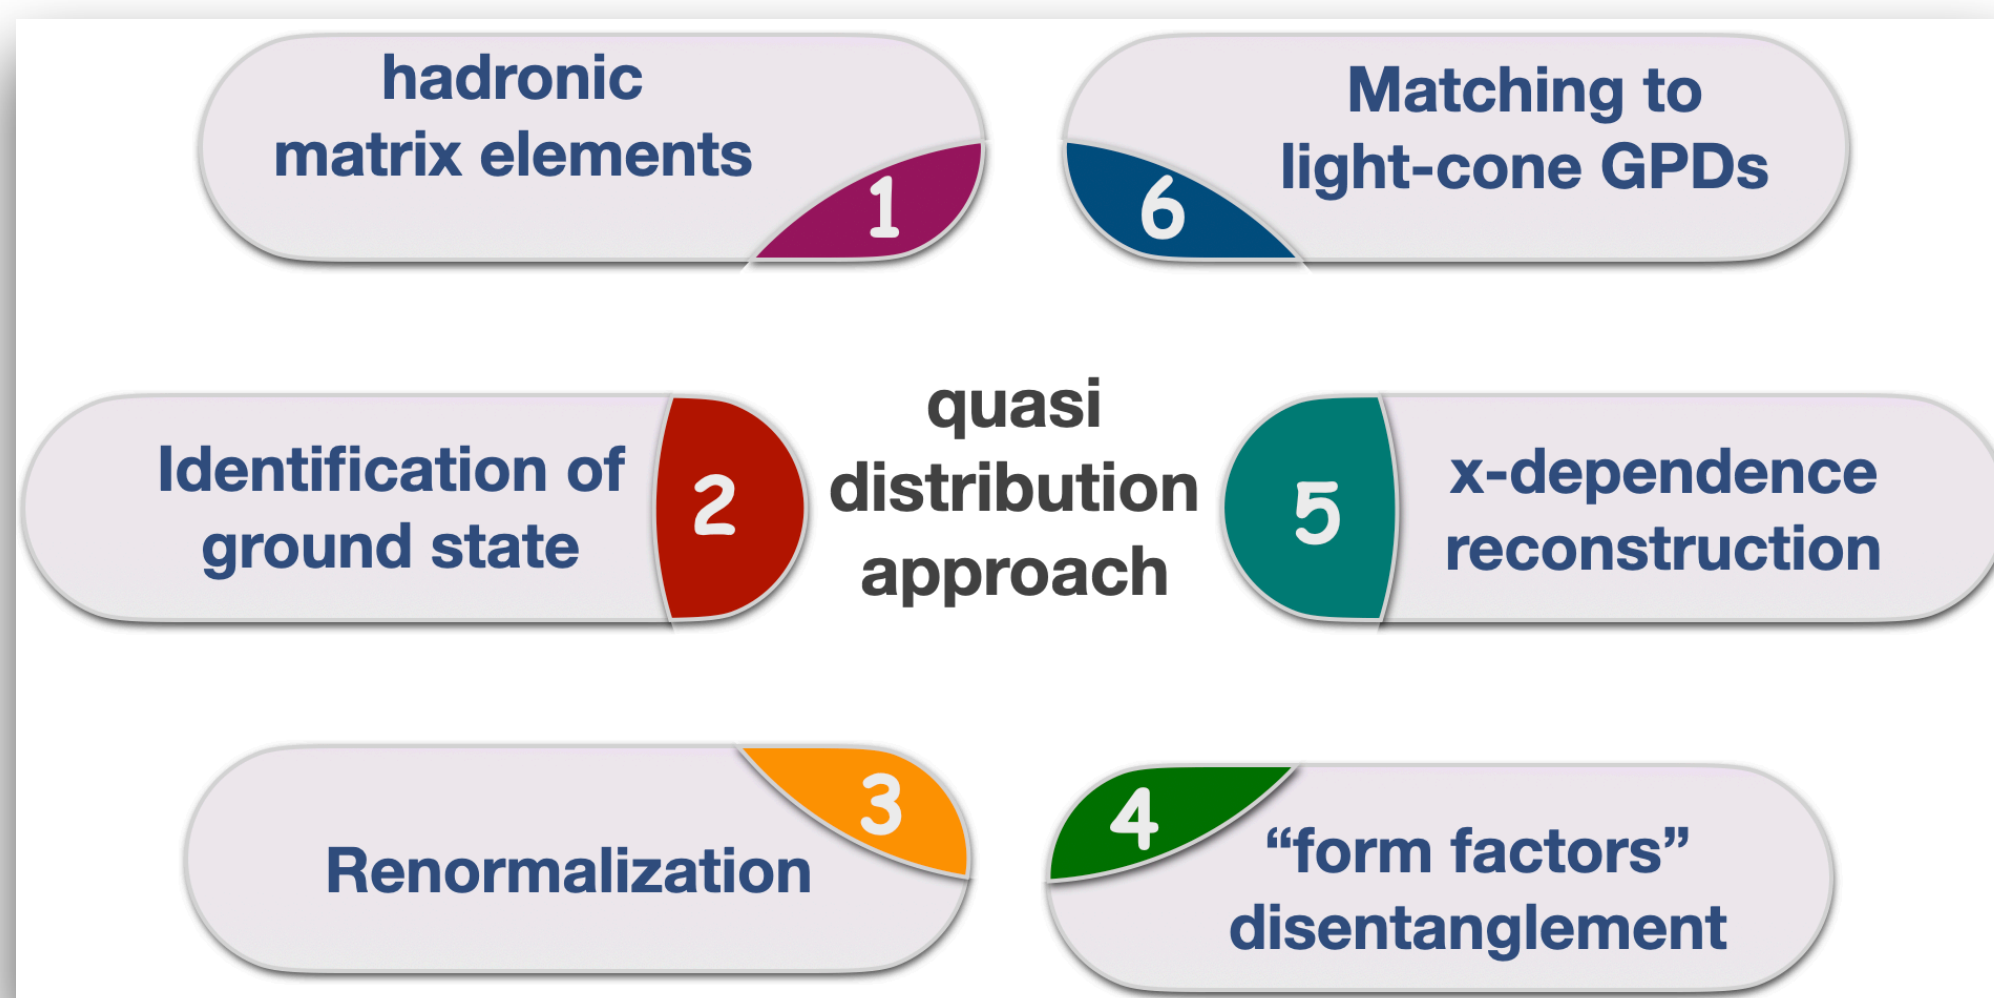 hadronic
matrix elements
1
Identification of
ground state
2
Renormalization
3
quasi
distribution
approach
4
“form factors”
disentanglement
5
x-dependence
reconstruction
6
Matching to
light-cone GPDs